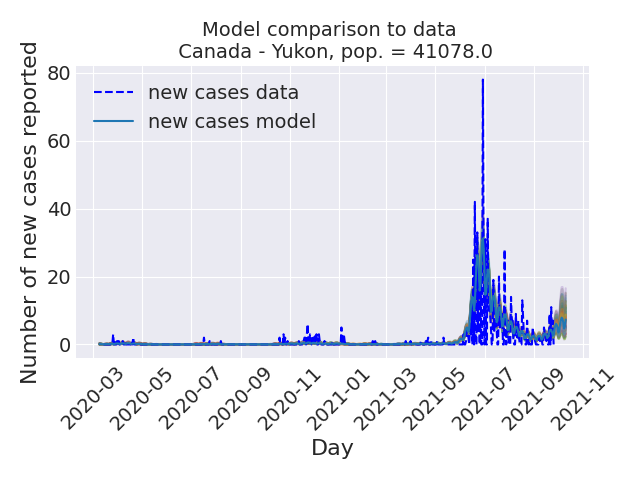 Model comparison to data
Canada - Yukon, pop. = 41078.0
Number of new cases reported
80
60
40
20
0
new cases data
new cases model
2020-03
2020-05
2020-07
2020-09
2020-11
2021-01
2021-03
2021-05
2021-07
2021-09
2021-11
Day